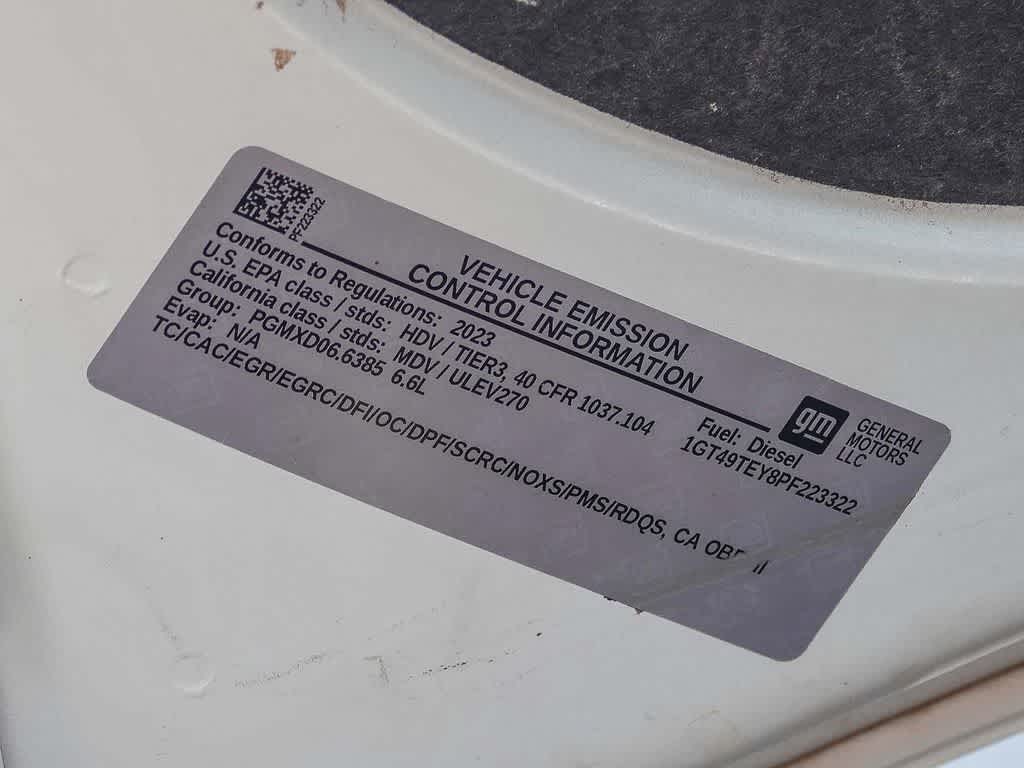 VEHICLE EMISSION
CONTROL INFORMATION
gm
GENERAL
MOTORS
LLC
Conforms to Regulations: 2023
U.S. EPA class / stds: HDV / TIER3 40 CFR 1037.104
California class / stds: MDV / ULEV270
Group: PGMXD06.6385 6.6L
Evap: N/A
TC/CAC/EGR/EGRC/DFI/OC/DPF/SCRC/NOXS/PMS/RDQS, CA OBD II
Fuel: Diesel
1GT49TEY8PF223322